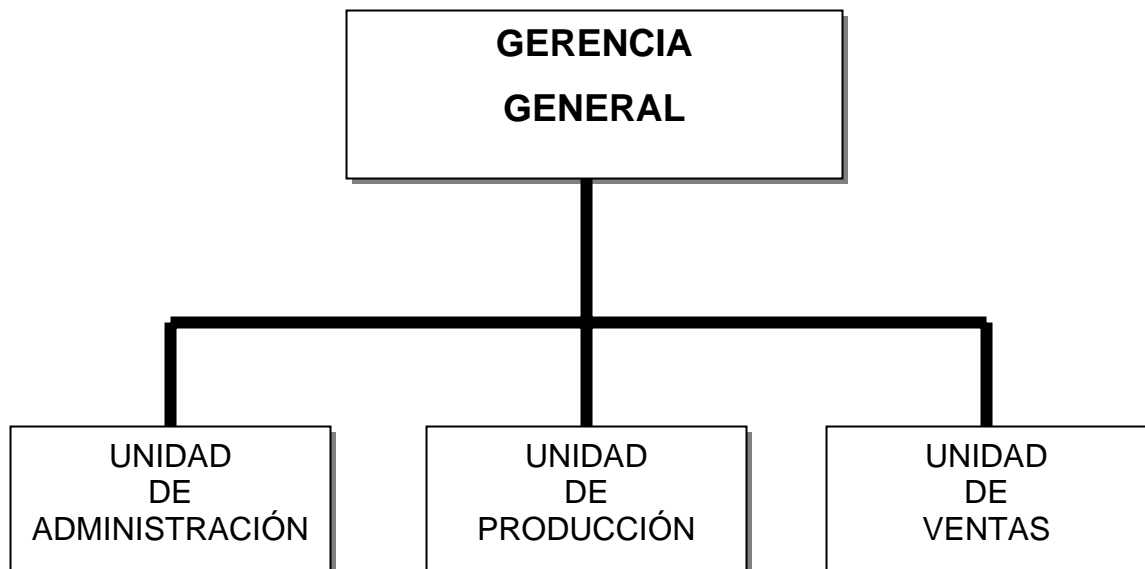 GERENCIA
GENERAL
UNIDAD
DE
ADMINISTRACIÓN
UNIDAD
DE
PRODUCCIÓN
UNIDAD
DE
VENTAS